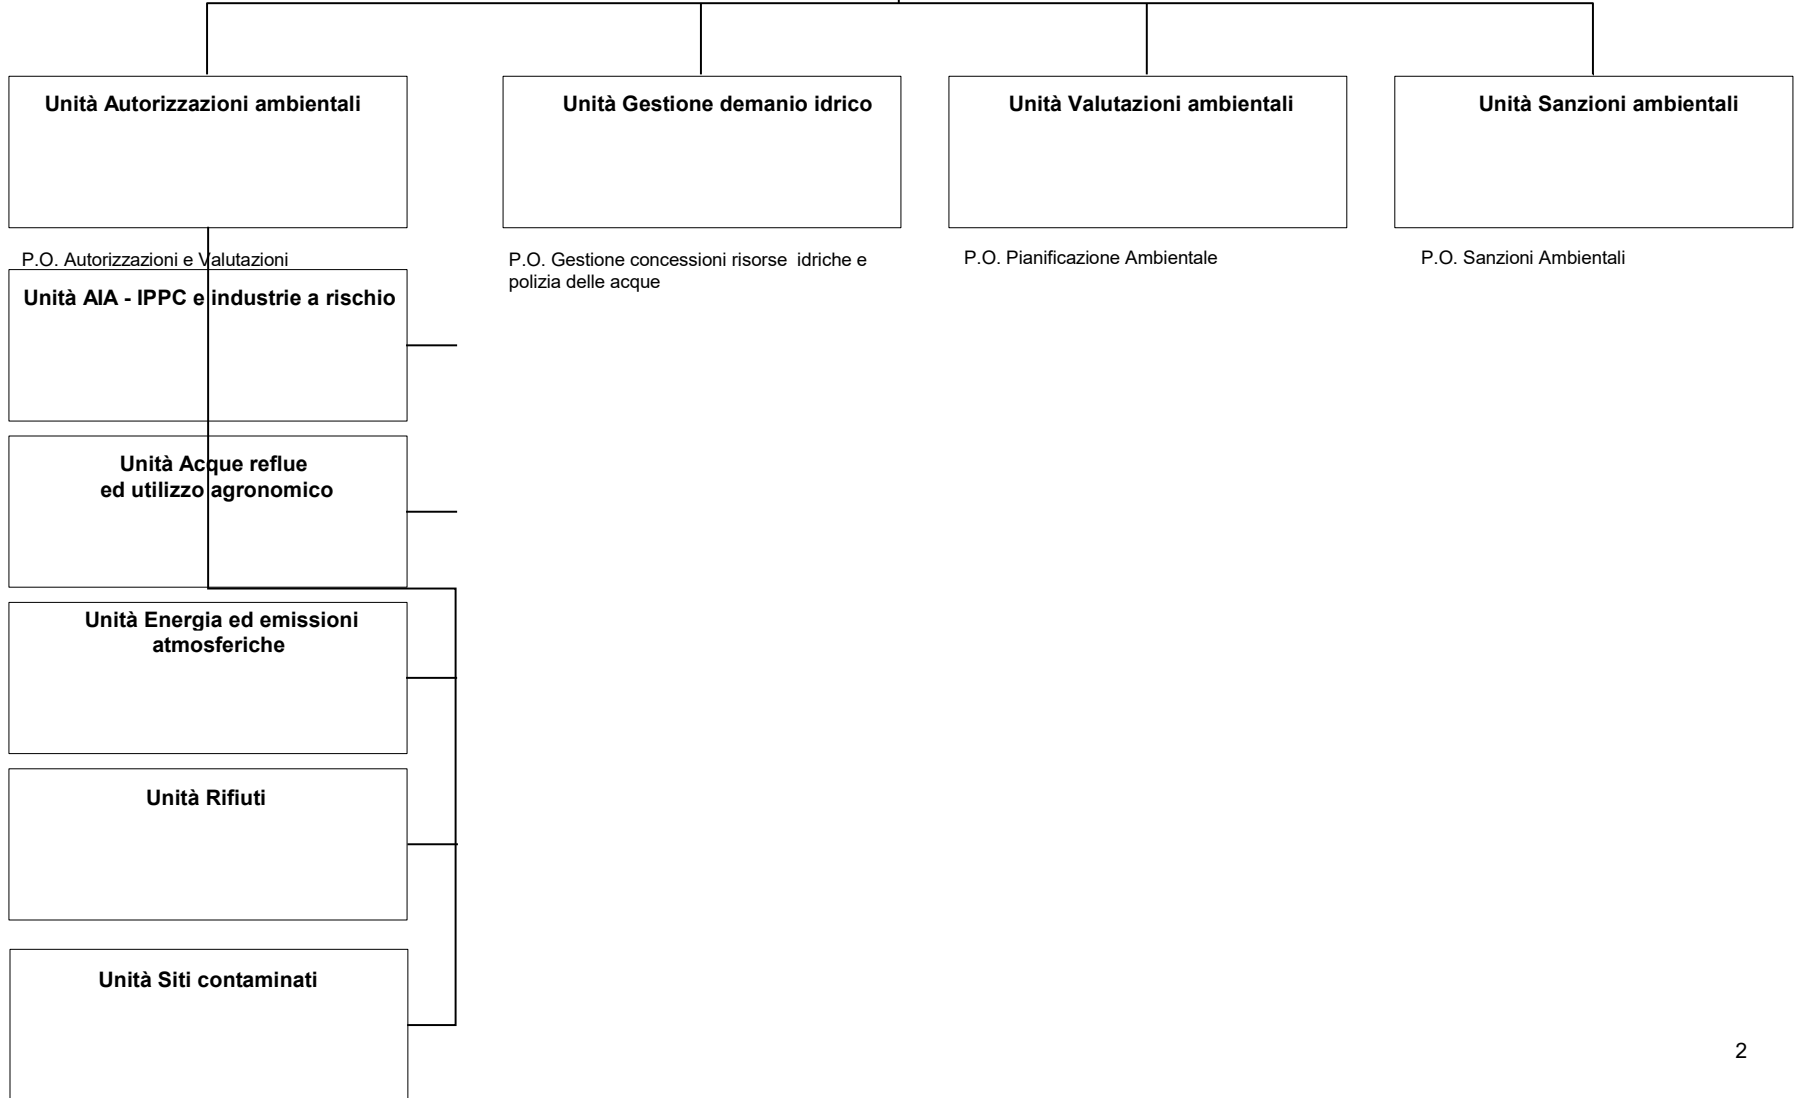 Unità Autorizzazioni ambientali
Unità Gestione demanio idrico
Unità Valutazioni ambientali
Unità Sanzioni ambientali
P.O. Autorizzazioni e Valutazioni
P.O. Gestione concessioni risorse idriche e
polizia delle acque
P.O. Pianificazione Ambientale
P.O. Sanzioni Ambientali
Unità AIA - IPPC e industrie a rischio
Unità Acque reflue
ed utilizzo agronomico
Unità Energia ed emissioni
atmosferiche
Unità Rifiuti
Unità Siti contaminati
2